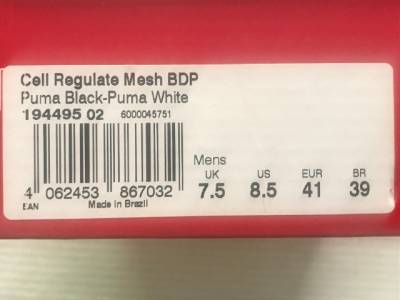 Cell Regulate Mesh BDP
Puma Black-Puma White
194495 02 6000045751
Mens
UK US EUR BR
7.5 8.5 41 39
4 062453 867032
EAN Made in Brazil